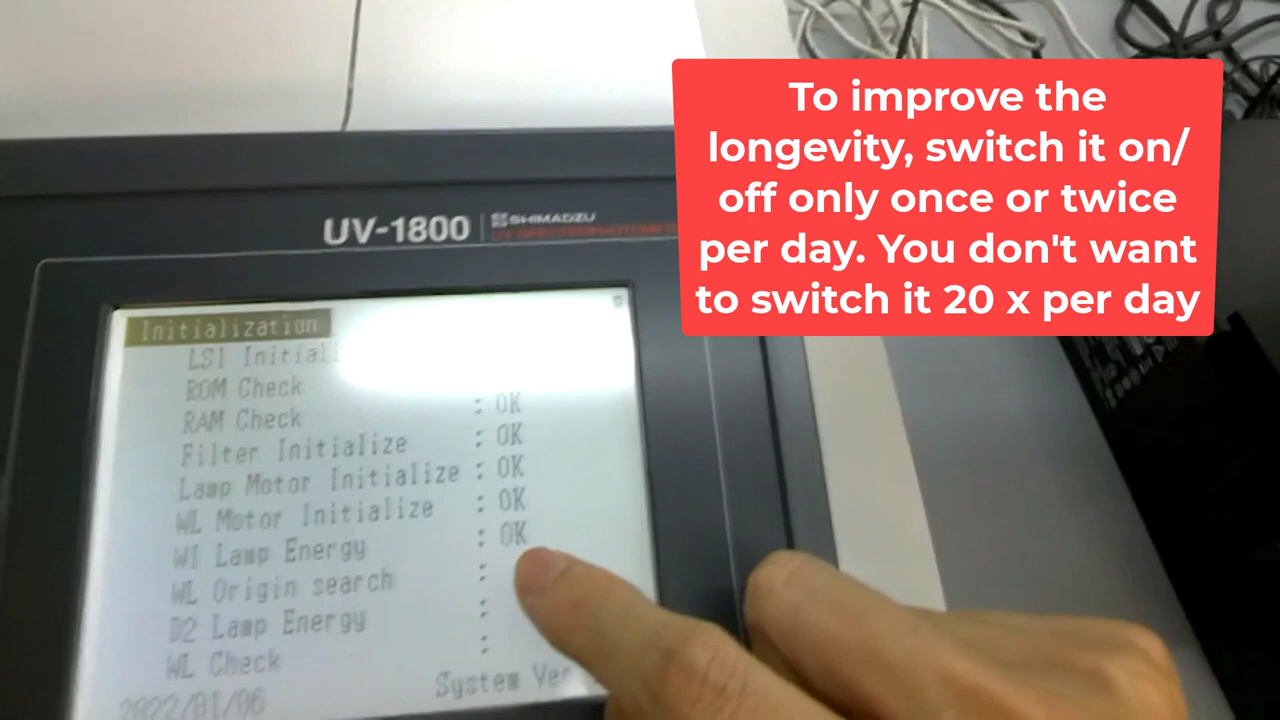 To improve the
longevity, switch it on/
off only once or twice
per day. You don't want
to switch it 20 x per day
UV-1800 SHIMADZU
UV SPECTROPHOTOMETER
Initialization
LSI Initial
ROM Check
RAM Check : OK
Filter Initialize : OK
Lamp Motor Initialize : OK
WL Motor Initialize : OK
WI Lamp Energy : OK
WL Origin search :
D2 Lamp Energy :
WL Check :
2022/01/06 System Ver